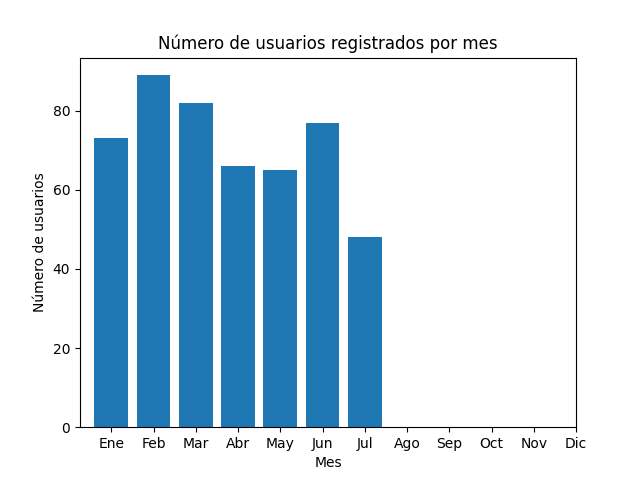 Número de usuarios registrados por mes
Número de usuarios
80
60
40
20
0
Ene Feb Mar Abr May Jun Jul Ago Sep Oct Nov Dic
Mes